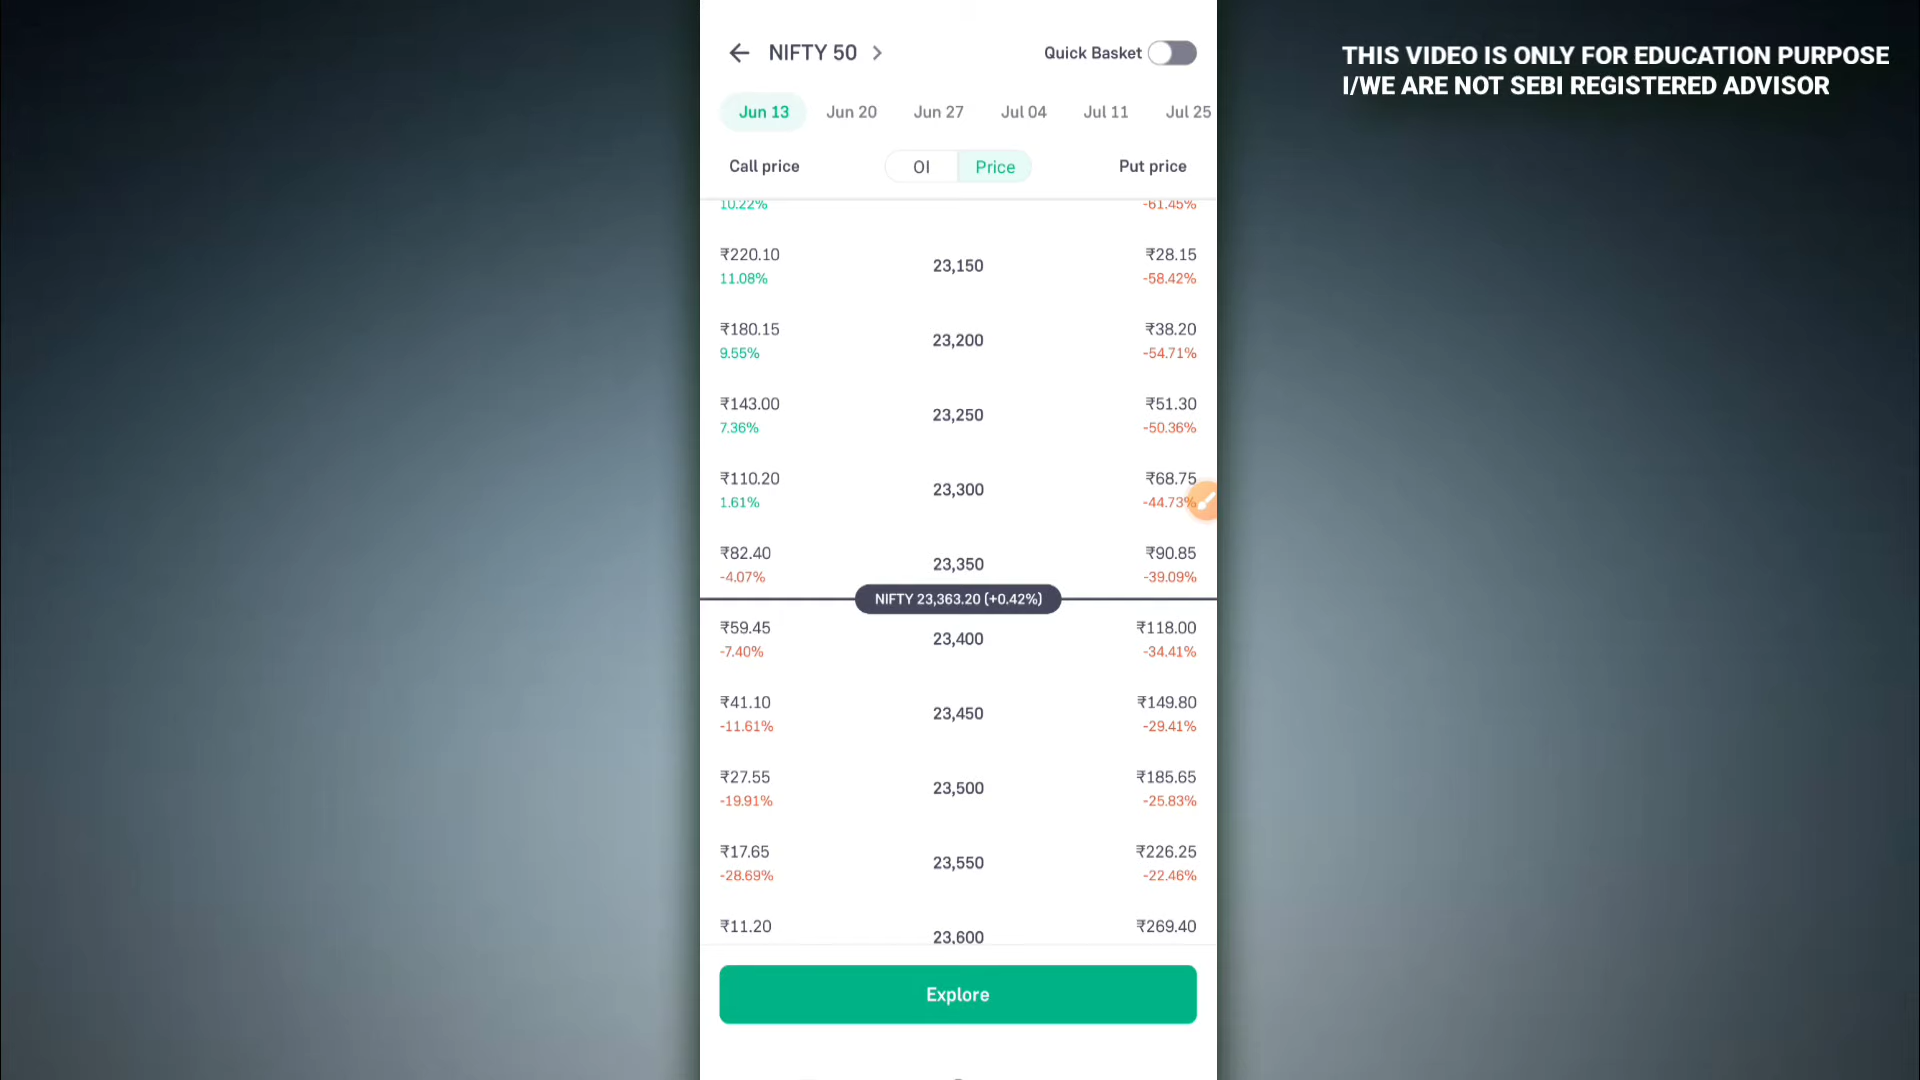 THIS VIDEO IS ONLY FOR EDUCATION PURPOSE
I/WE ARE NOT SEBI REGISTERED ADVISOR
NIFTY 50
Quick Basket
Jun 13 Jun 20 Jun 27 Jul 04 Jul 11 Jul 25
Call price OI Price Put price
10.22% -61.45%
₹220.10 23,150 ₹28.15
11.08% -58.42%
₹180.15 23,200 ₹38.20
9.55% -54.71%
₹143.00 23,250 ₹51.30
7.36% -50.36%
₹110.20 23,300 ₹68.75
1.61% -44.73%
₹82.40 23,350 ₹90.85
-4.07% -39.09%
NIFTY 23,363.20 (+0.42%)
₹59.45 23,400 ₹118.00
-7.40% -34.41%
₹41.10 23,450 ₹149.80
-11.61% -29.41%
₹27.55 23,500 ₹185.65
-19.91% -25.83%
₹17.65 23,550 ₹226.25
-28.69% -22.46%
₹11.20 23,600 ₹269.40
Explore